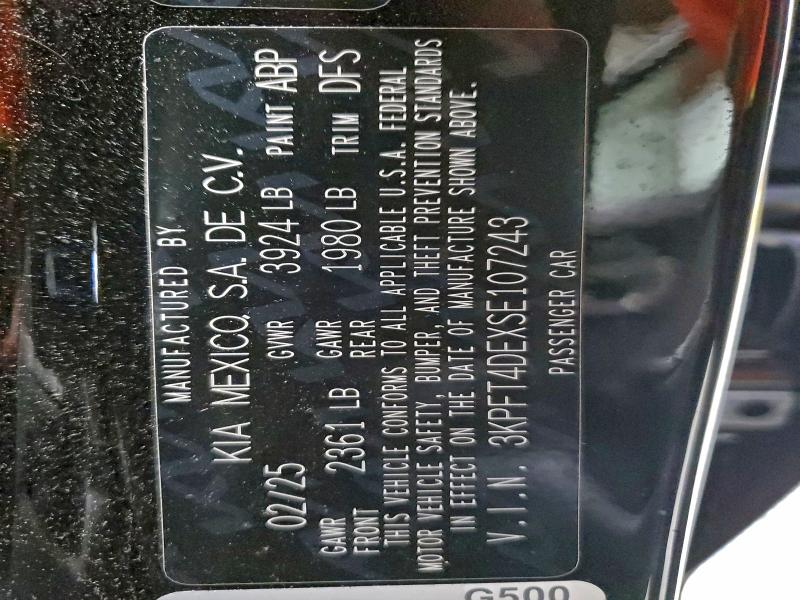 MANUFACTURED BY
KIA MEXICO, S.A. DE C.V.
02/25 GVWR 3924 LB PAINT ABP
GAWR FRONT 2361 LB GAWR REAR 1980 LB TRIM DFS
THIS VEHICLE CONFORMS TO ALL APPLICABLE U.S.A. FEDERAL
MOTOR VEHICLE SAFETY, BUMPER, AND THEFT PREVENTION STANDARDS
IN EFFECT ON THE DATE OF MANUFACTURE SHOWN ABOVE.
V.I.N. 3KPFT4DEXSE107243
PASSENGER CAR
G500